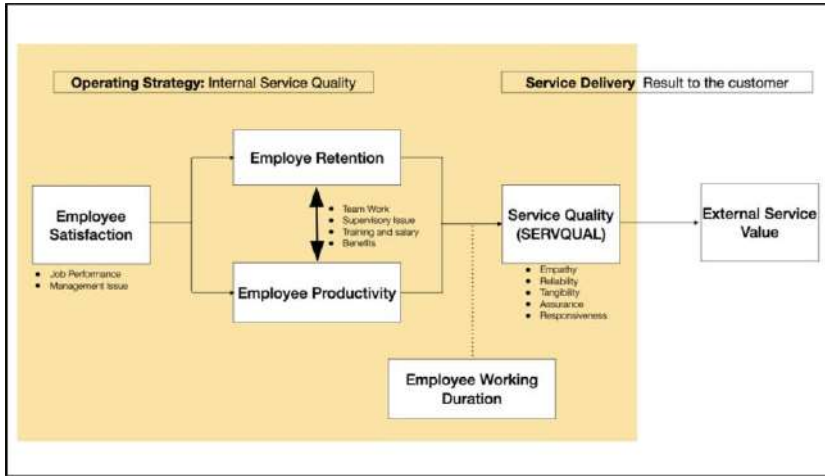 Operating Strategy: Internal Service Quality
Service Delivery Result to the customer
Employe Retention
Team Work
Supervisory Issue
Training and salary
Benefits
Employee
Satisfaction
Job Performance
Management Issue
Employee Productivity
Service Quality
(SERVQUAL)
Empathy
Reliability
Tangibility
Assurance
Responsiveness
External Service
Value
Employee Working
Duration